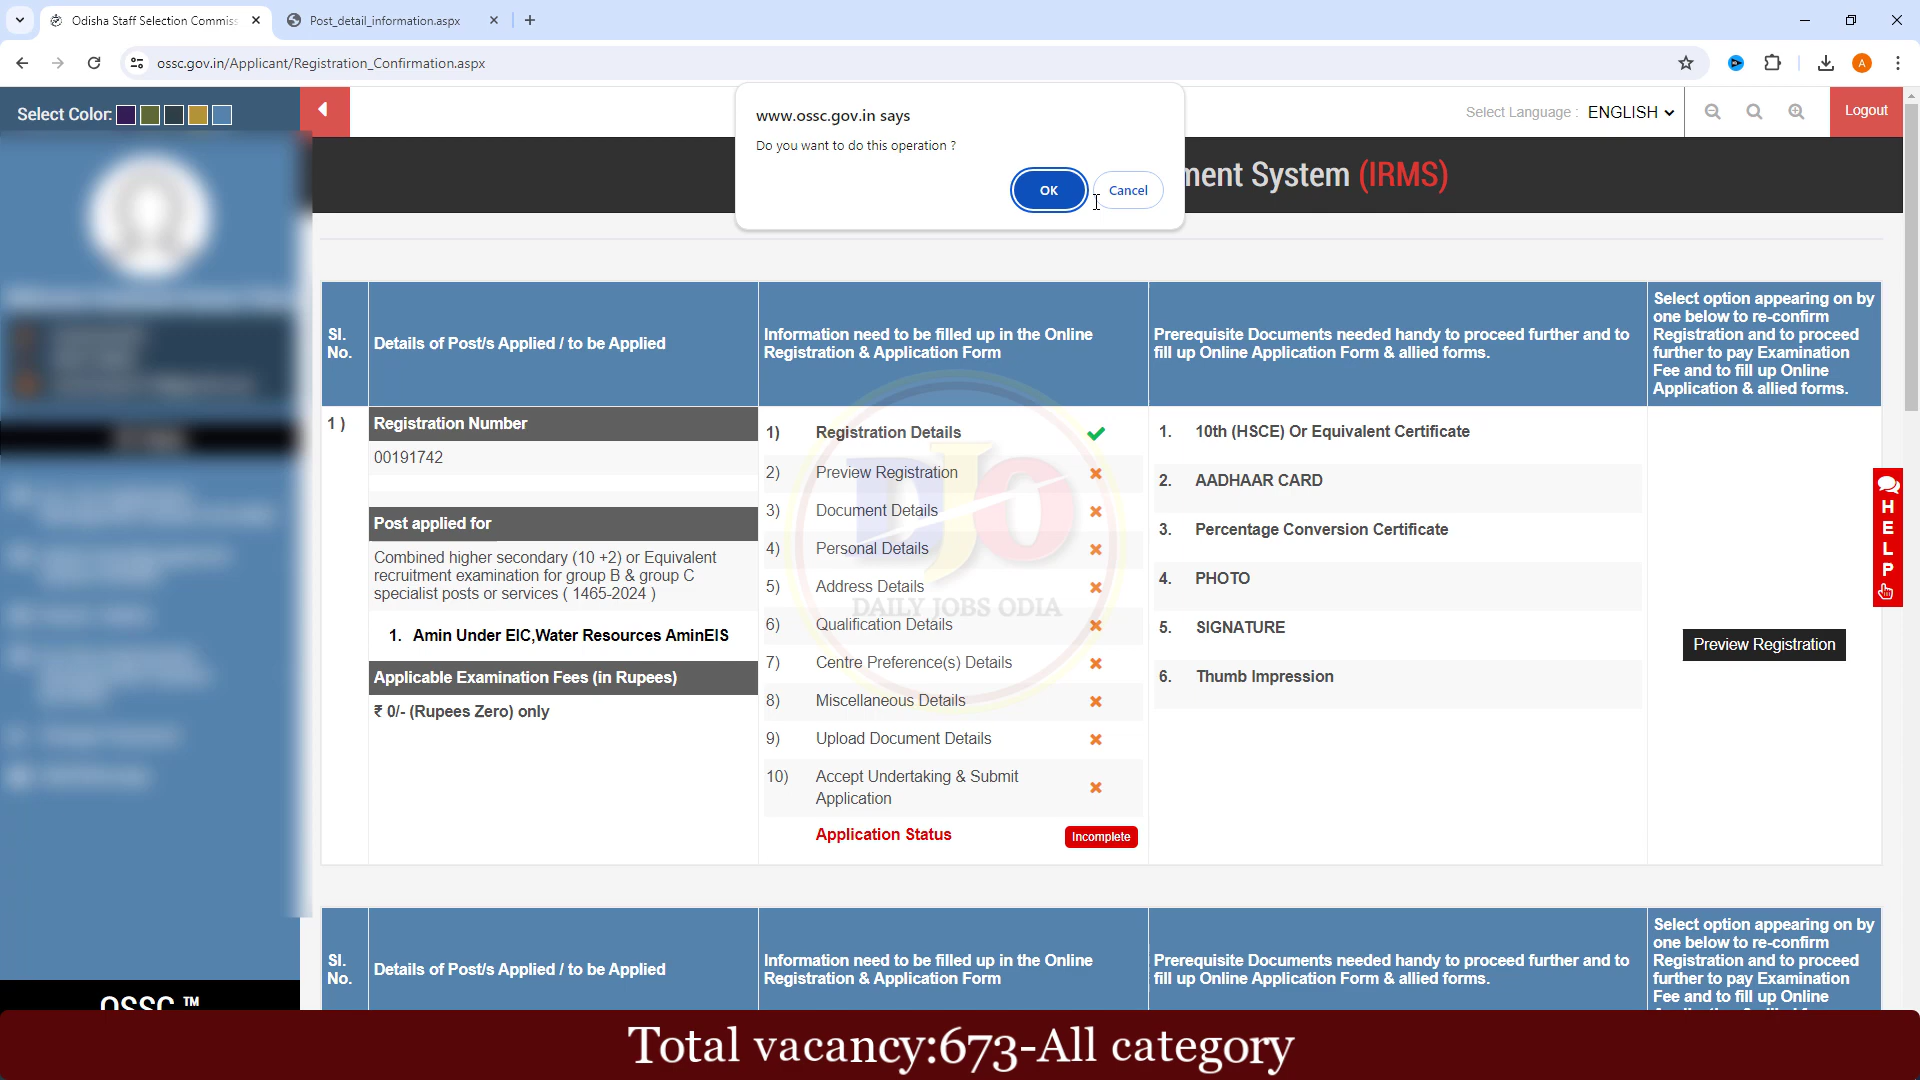 Odisha Staff Selection Commiss
Post_detail_information.aspx
ossc.gov.in/Applicant/Registration_Confirmation.aspx
A
Select Color:
Select Language : ENGLISH
Logout
www.ossc.gov.in says
Do you want to do this operation ?
OK
Cancel
ment System (IRMS)
Sl. No.
Details of Post/s Applied / to be Applied
Information need to be filled up in the Online
Registration & Application Form
Prerequisite Documents needed handy to proceed further and to
fill up Online Application Form & allied forms.
Select option appearing on by
one below to re-confirm
Registration and to proceed
further to pay Examination
Fee and to fill up Online
Application & allied forms.
1 )
Registration Number
00191742
Post applied for
Combined higher secondary (10 +2) or Equivalent
recruitment examination for group B & group C
specialist posts or services ( 1465-2024 )
1. Amin Under EIC,Water Resources AminEIS
Applicable Examination Fees (in Rupees)
₹ 0/- (Rupees Zero) only
1) Registration Details
2) Preview Registration
3) Document Details
4) Personal Details
5) Address Details
6) Qualification Details
7) Centre Preference(s) Details
8) Miscellaneous Details
9) Upload Document Details
10) Accept Undertaking & Submit
Application
Application Status Incomplete
DJO
DAILY JOBS ODIA
1. 10th (HSCE) Or Equivalent Certificate
2. AADHAAR CARD
3. Percentage Conversion Certificate
4. PHOTO
5. SIGNATURE
6. Thumb Impression
Preview Registration
HELP
Sl. No.
Details of Post/s Applied / to be Applied
Information need to be filled up in the Online
Registration & Application Form
Prerequisite Documents needed handy to proceed further and to
fill up Online Application Form & allied forms.
Select option appearing on by
one below to re-confirm
Registration and to proceed
further to pay Examination
Fee and to fill up Online
OSSC ™
Total vacancy:673-All category